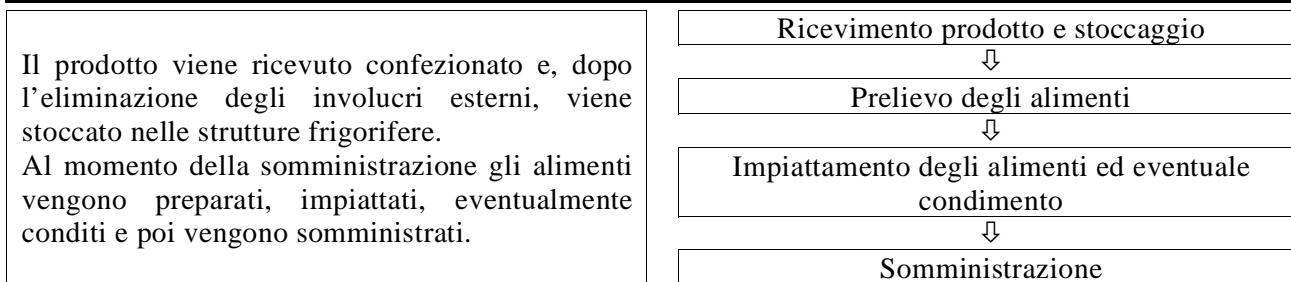 Il prodotto viene ricevuto confezionato e, dopo
l'eliminazione degli involucri esterni, viene
stoccato nelle strutture frigorifere.
Al momento della somministrazione gli alimenti
vengono preparati, impiattati, eventualmente
conditi e poi vengono somministrati.
Ricevimento prodotto e stoccaggio
⇩
Prelievo degli alimenti
⇩
Impiattamento degli alimenti ed eventuale
condimento
⇩
Somministrazione